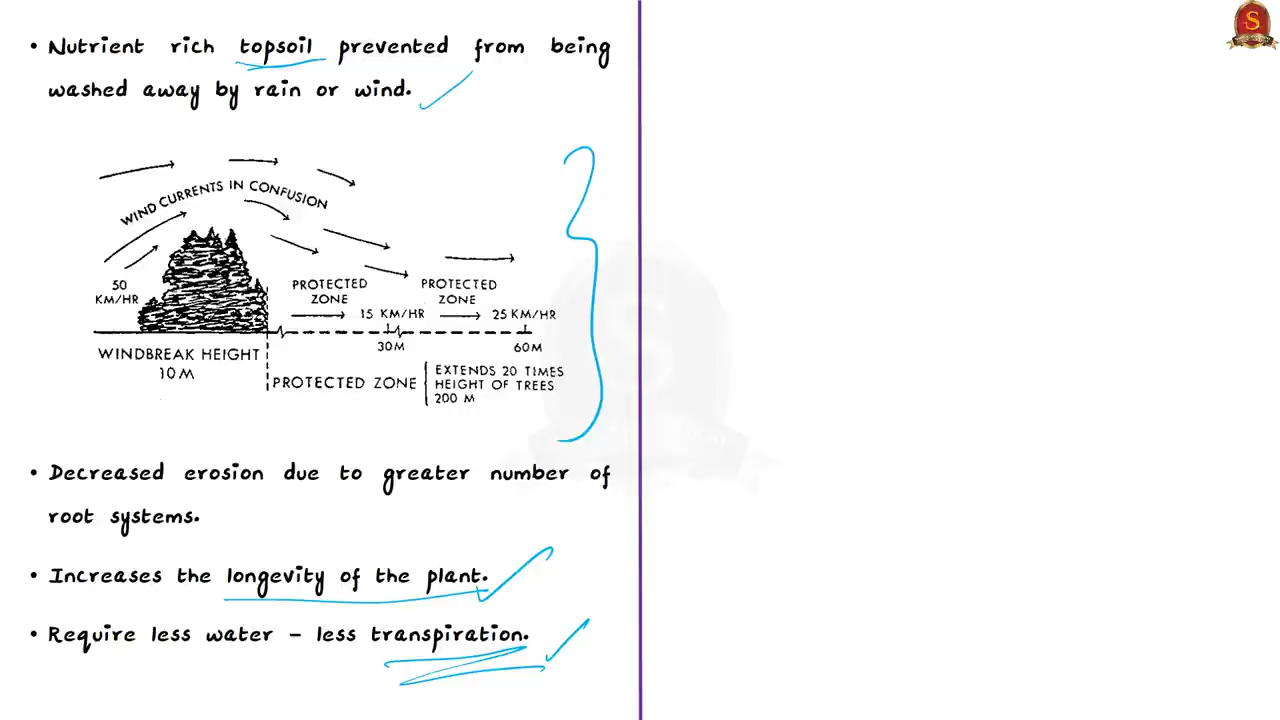 • Nutrient rich topsoil prevented from being
washed away by rain or wind.
WIND CURRENTS IN CONFUSION
50
KM/HR
PROTECTED
ZONE
PROTECTED
ZONE
15 KM/HR
25 KM/HR
30M
60M
WINDBREAK HEIGHT
10M
PROTECTED ZONE
EXTENDS 20 TIMES
HEIGHT OF TREES
200 M
• Decreased erosion due to greater number of
root systems.
• Increases the longevity of the plant.
• Require less water – less transpiration.
S